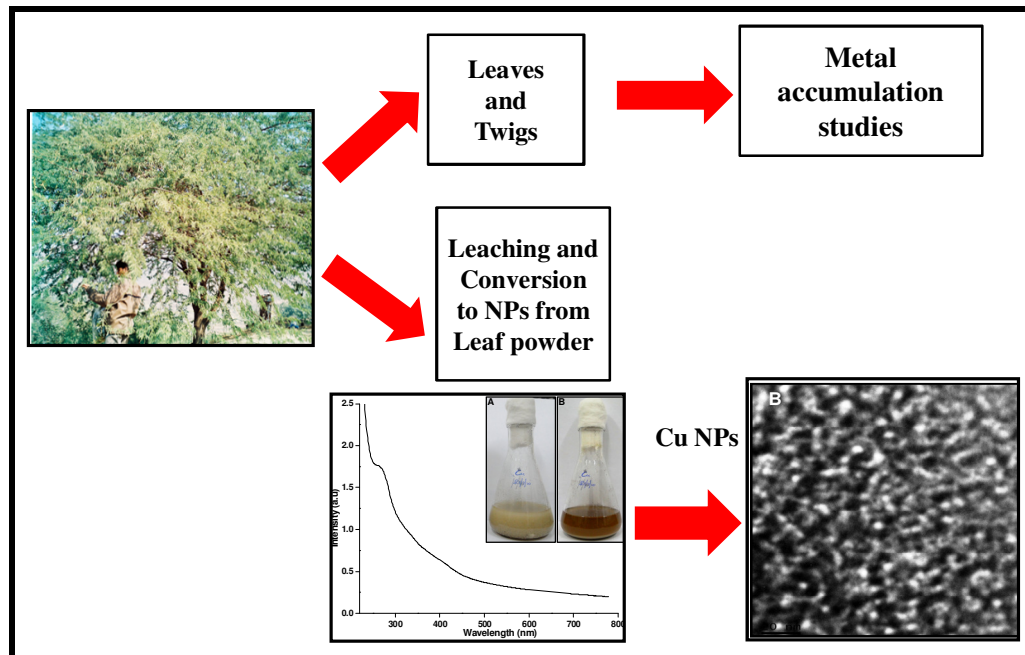 Leaves
and
Twigs
Metal
accumulation
studies
Leaching and
Conversion
to NPs from
Leaf powder
2.5
2.0
1.5
1.0
0.5
0.0
Intensity (a.u)
300 400 500 600 700 800
Wavelength (nm)
A
B
Cu NPs
B